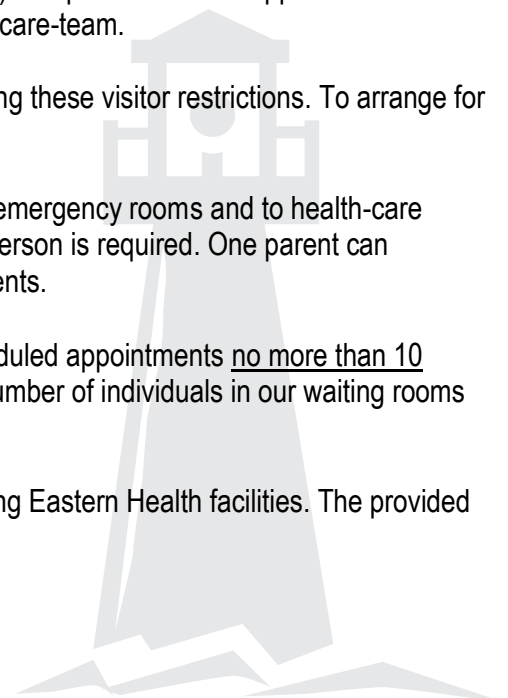 care-team.
ng these visitor restrictions. To arrange for
emergency rooms and to health-care
erson is required. One parent can
ents.
duled appointments no more than 10
umber of individuals in our waiting rooms
ng Eastern Health facilities. The provided